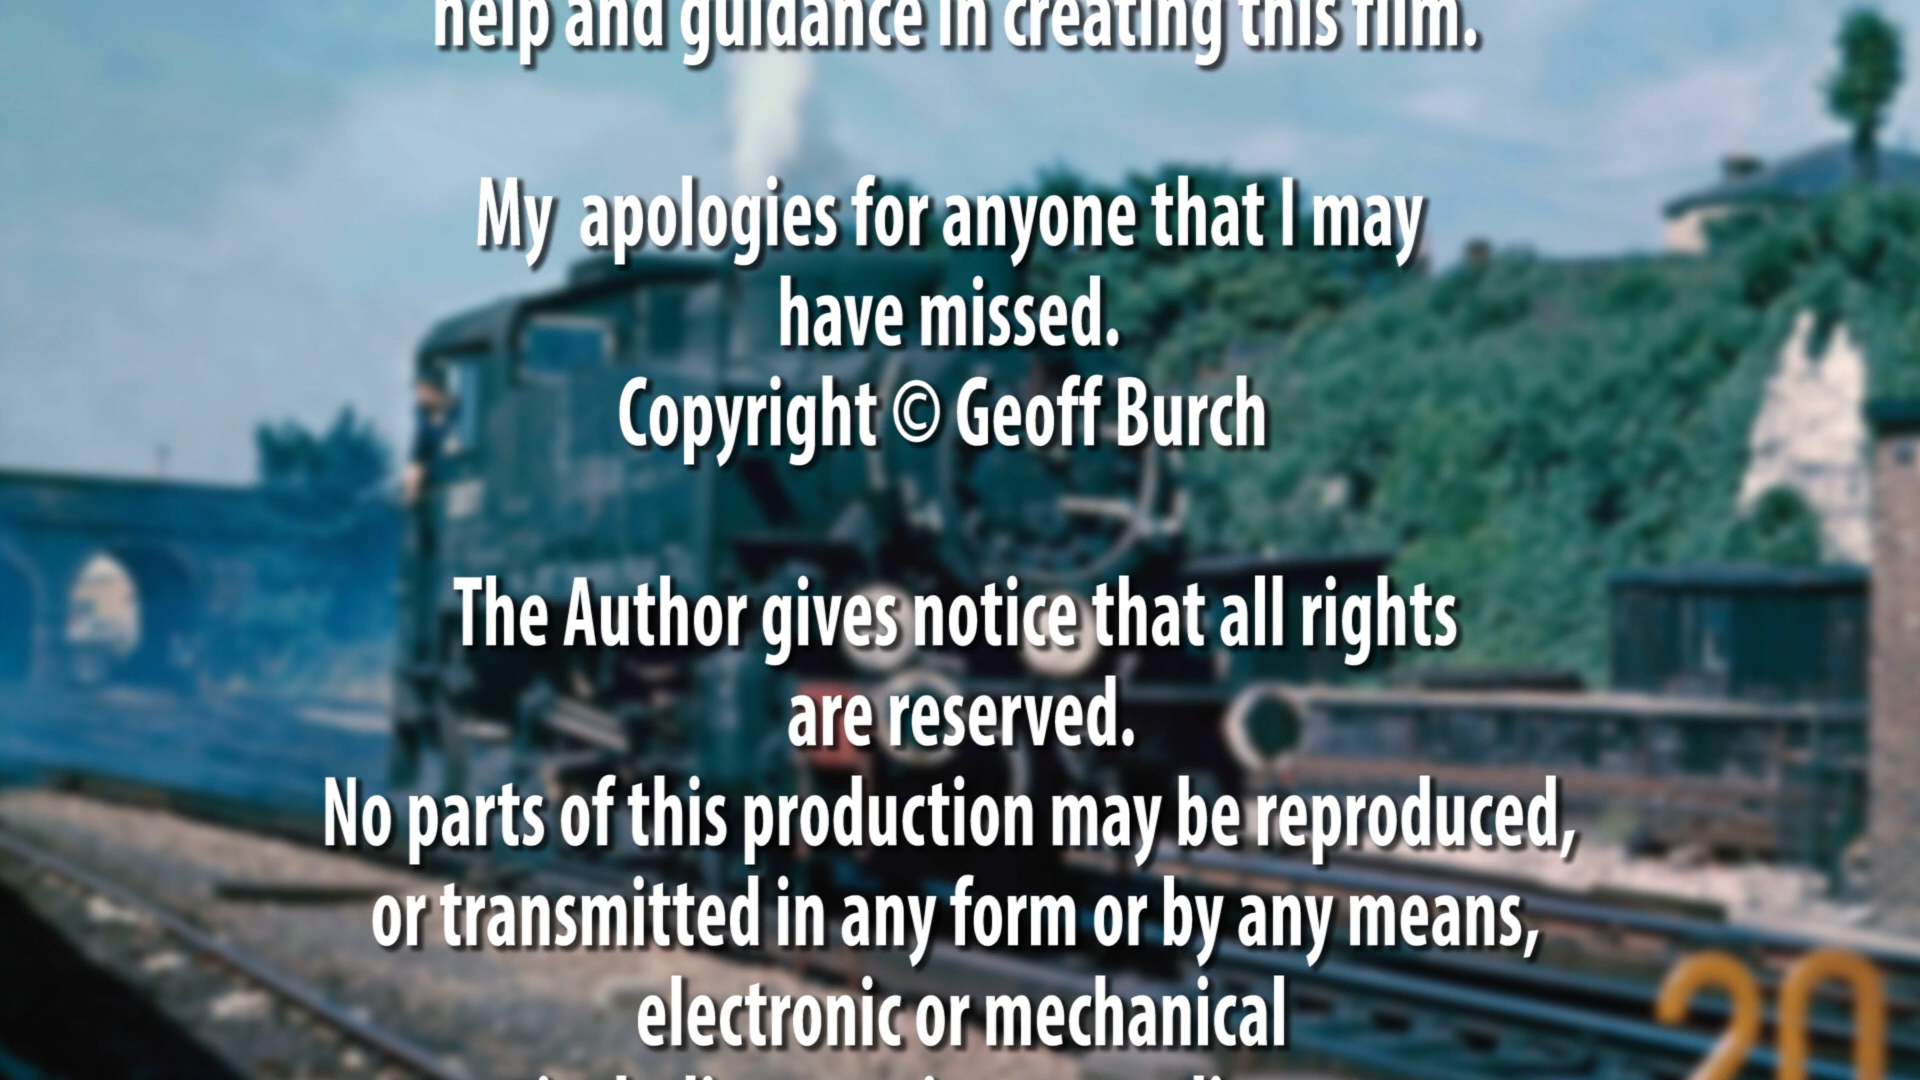 help and guidance in creating this film.
My apologies for anyone that I may
have missed.
Copyright © Geoff Burch
The Author gives notice that all rights
are reserved.
No parts of this production may be reproduced,
or transmitted in any form or by any means,
electronic or mechanical
20